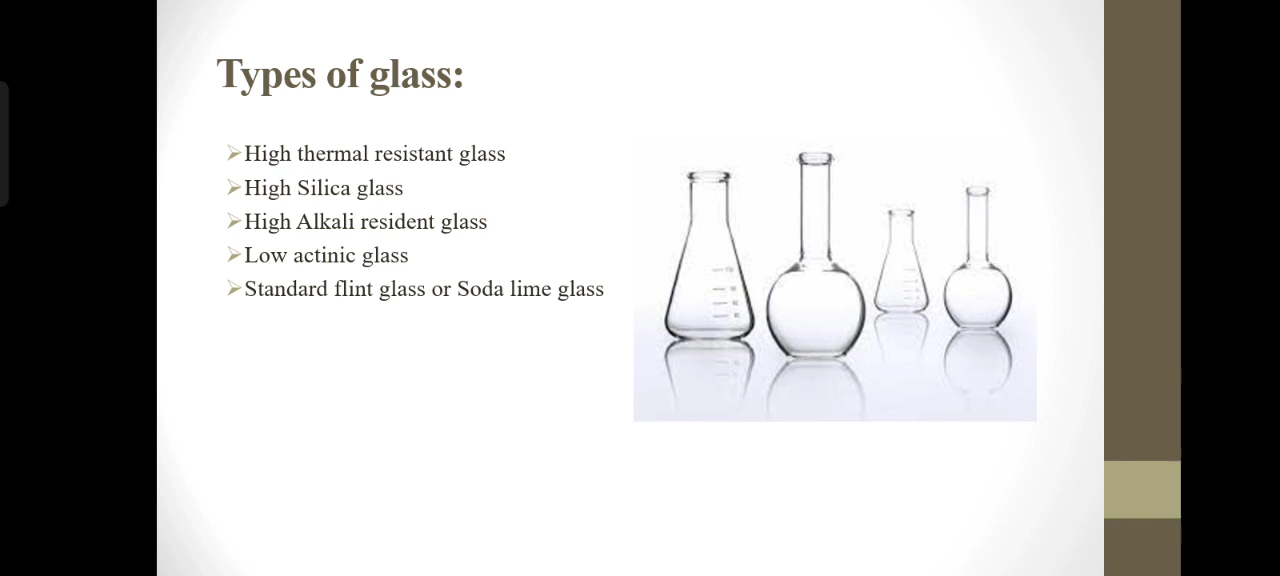 Types of glass:
➢High thermal resistant glass
➢High Silica glass
➢High Alkali resident glass
➢Low actinic glass
➢Standard flint glass or Soda lime glass